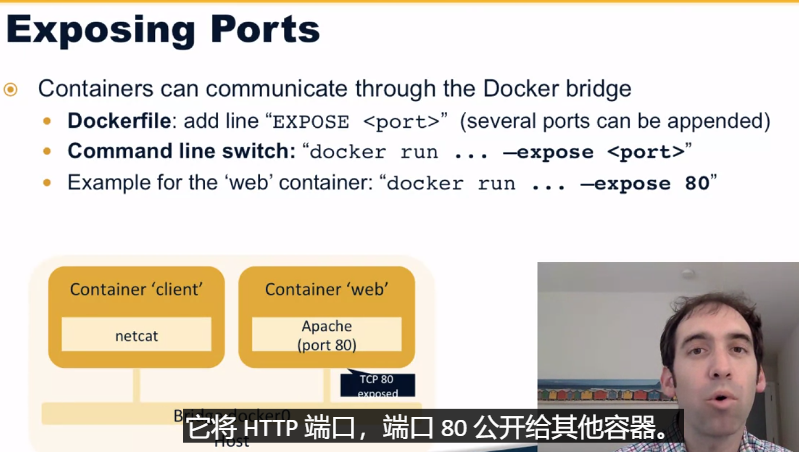 Exposing Ports
Containers can communicate through the Docker bridge
Dockerfile: add line “EXPOSE <port>” (several ports can be appended)
Command line switch: “docker run ... —expose <port>”
Example for the ‘web’ container: “docker run ... —expose 80”
Container ‘client’
Container ‘web’
netcat
Apache
(port 80)
TCP 80
exposed
它将 HTTP 端口，端口 80 公开给其他容器。
Host